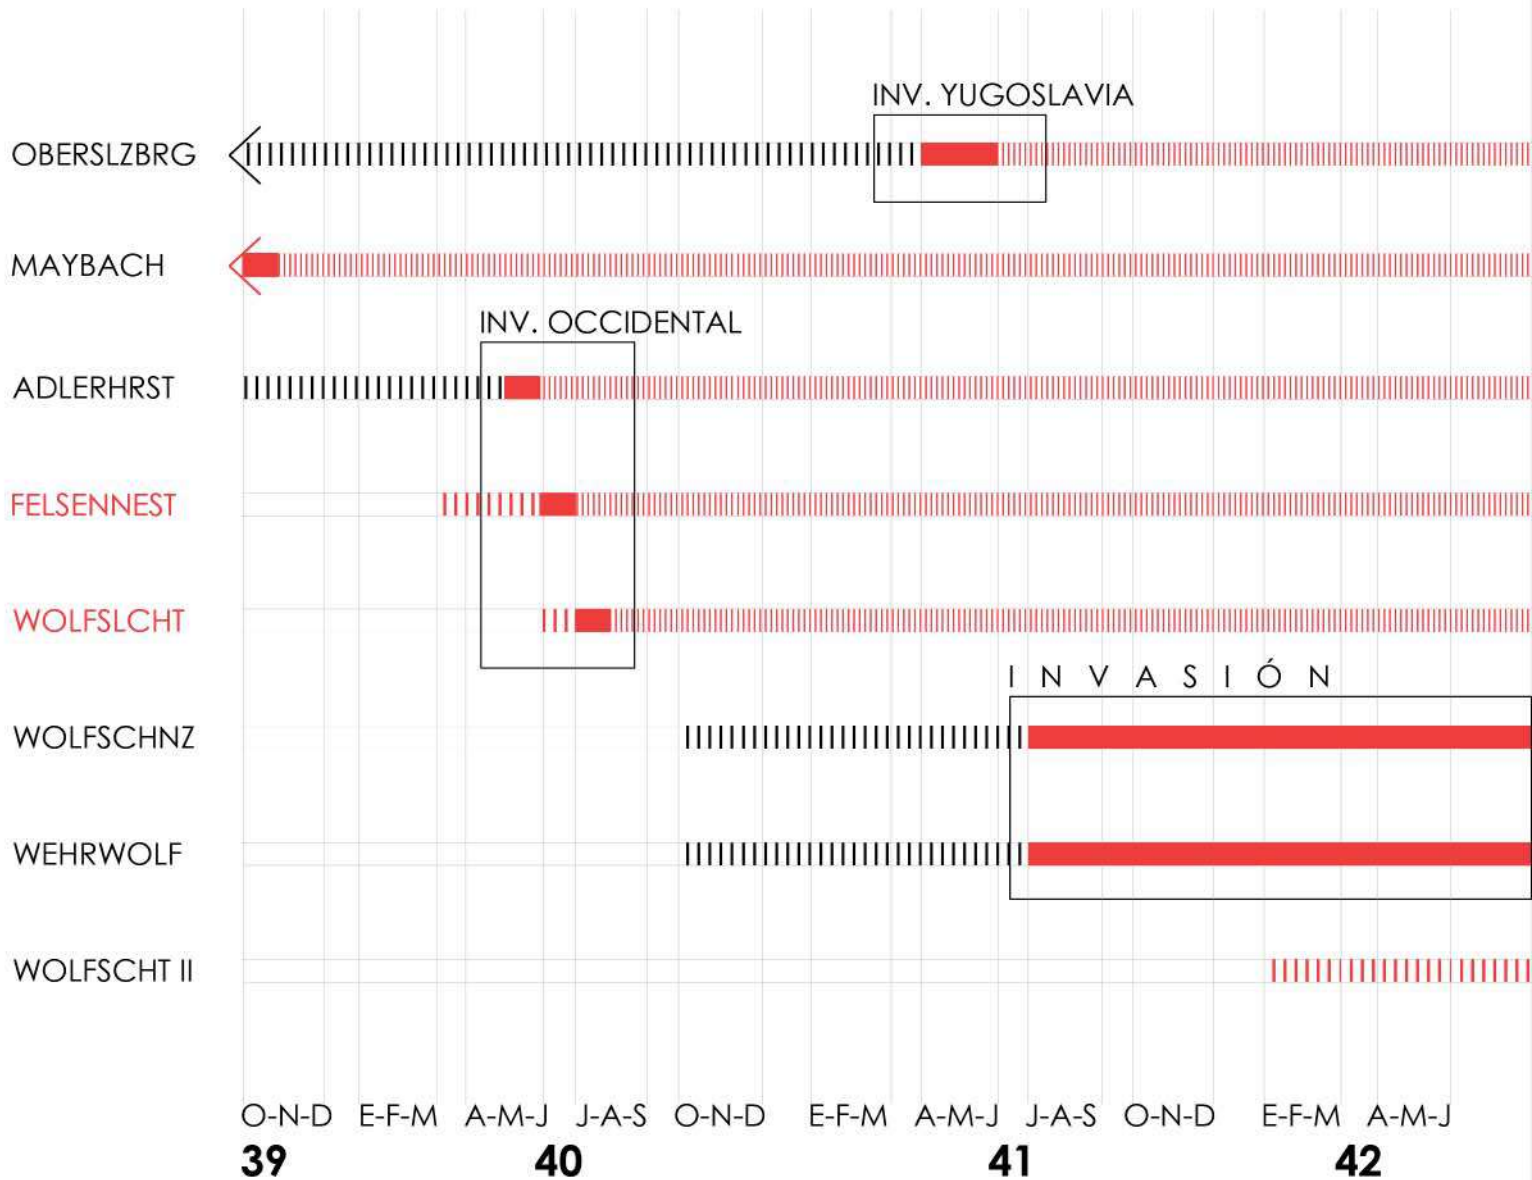 INV. YUGOSLAVIA
OBERSLZBRG
MAYBACH
INV. OCCIDENTAL
ADLERHRST
FELSENNEST
WOLFSLCHT
I N V A S I Ó N
WOLFSCHNZ
WEHRWOLF
WOLFSCHT II
O-N-D E-F-M A-M-J J-A-S O-N-D E-F-M A-M-J J-A-S O-N-D E-F-M A-M-J
39 40 41 42